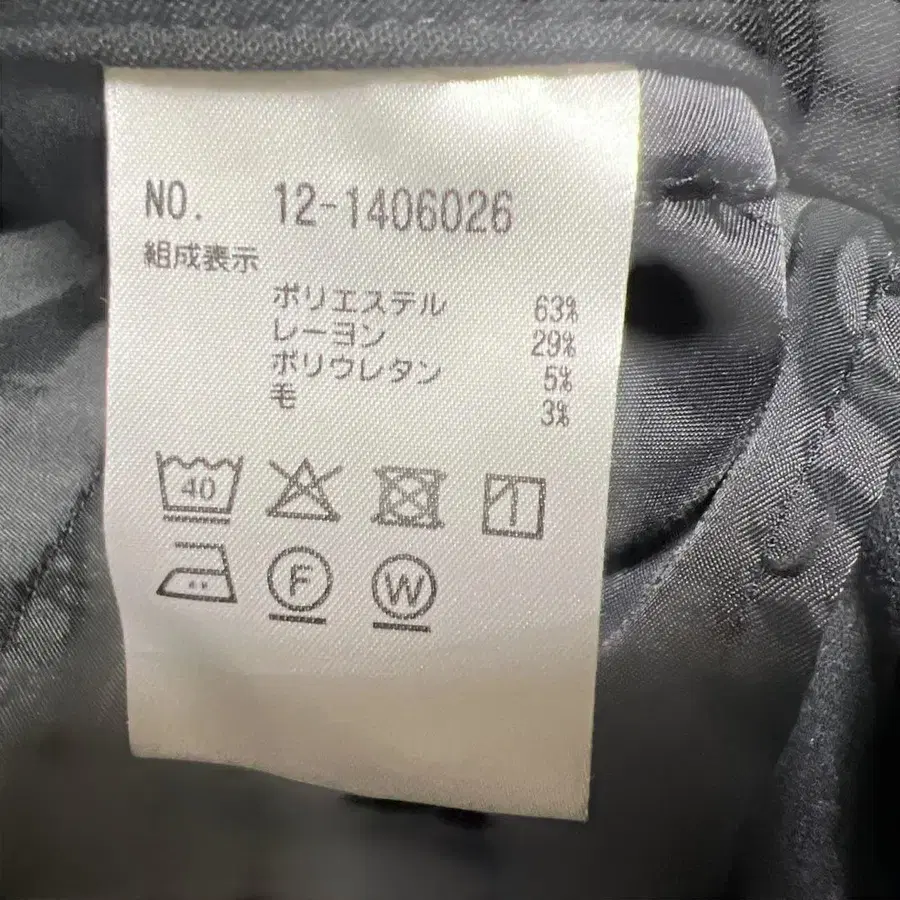 NO. 12-1406026
組成表示
ポリエステル 63%
レーヨン 29%
ポリウレタン 5%
毛 3%
40
F W